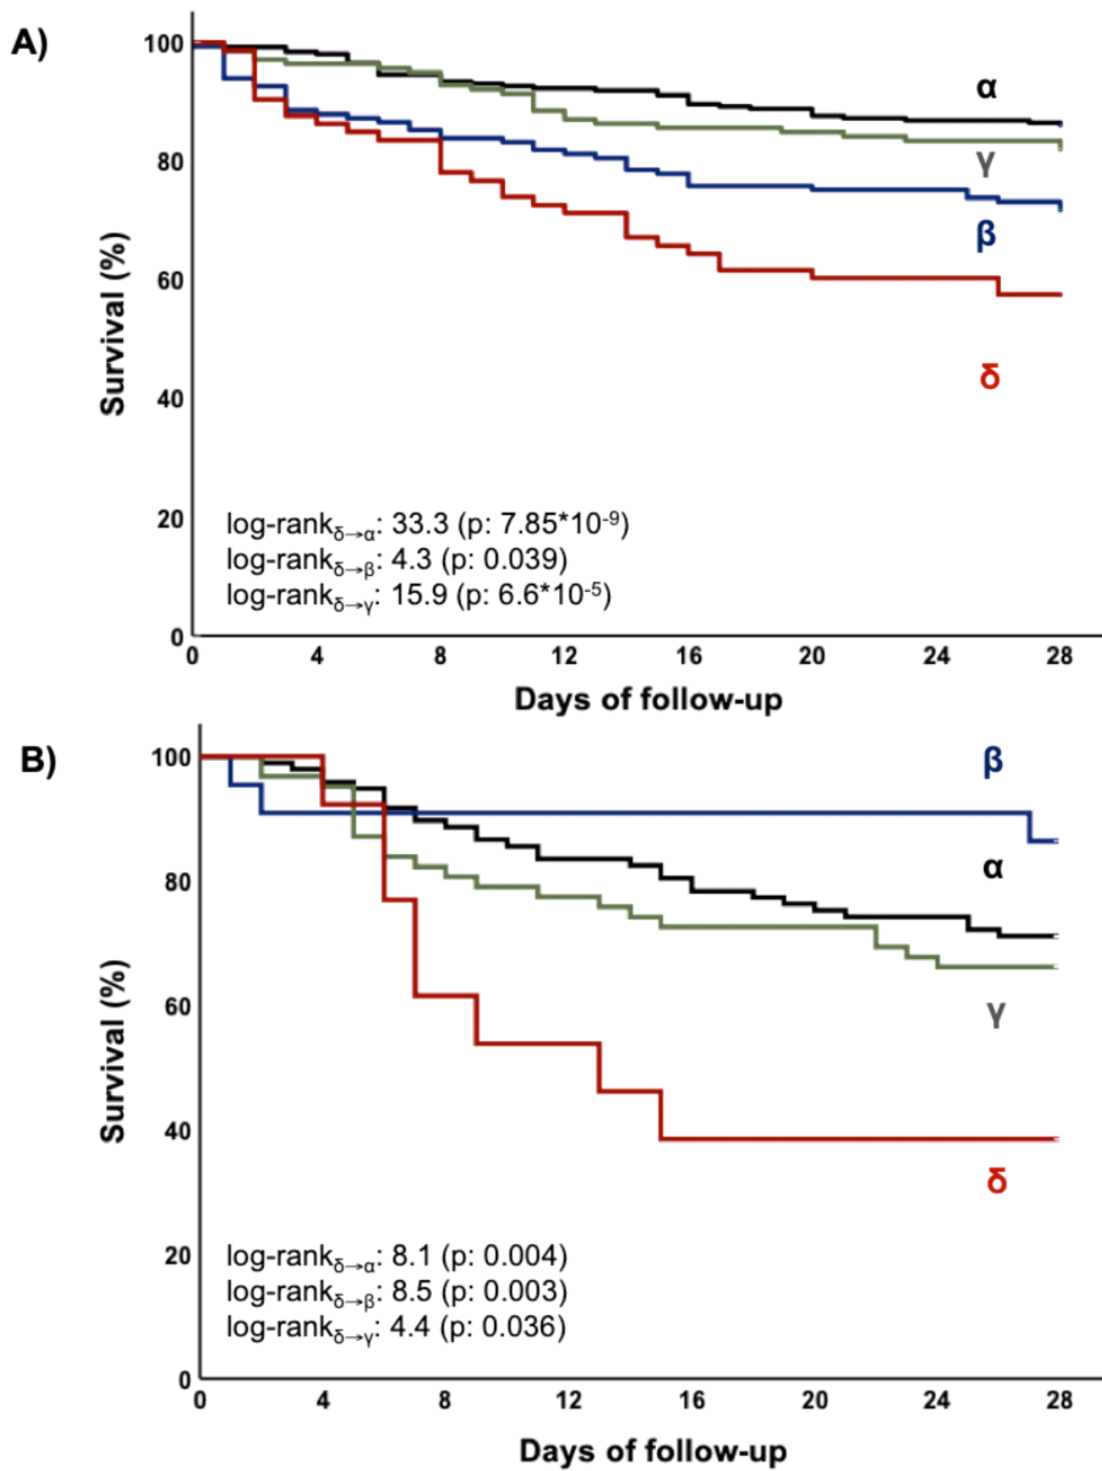 A)
100
80
60
40
20
0
Survival (%)
α
γ
β
δ
log-rankδ→α: 33.3 (p: 7.85*10-9)
log-rankδ→β: 4.3 (p: 0.039)
log-rankδ→γ: 15.9 (p: 6.6*10-5)
0 4 8 12 16 20 24 28
Days of follow-up
B)
100
80
60
40
20
0
Survival (%)
β
α
γ
δ
log-rankδ→α: 8.1 (p: 0.004)
log-rankδ→β: 8.5 (p: 0.003)
log-rankδ→γ: 4.4 (p: 0.036)
0 4 8 12 16 20 24 28
Days of follow-up